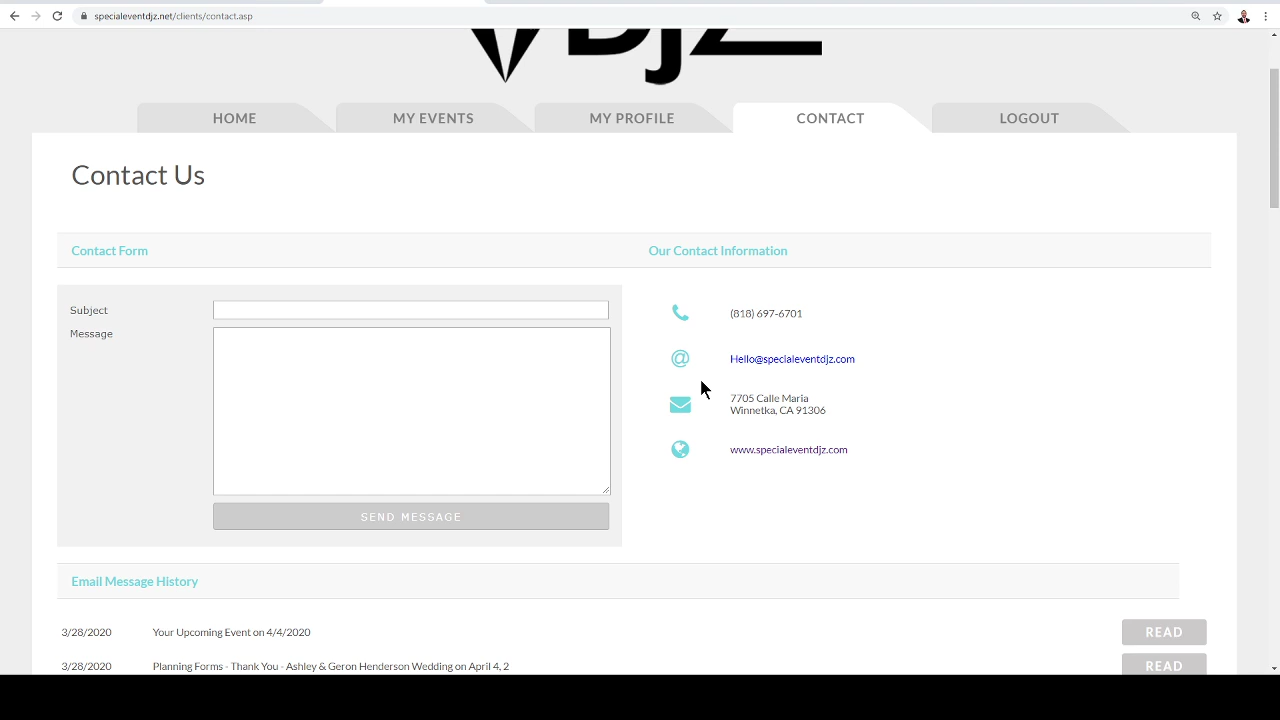 specialeventdjz.net/clients/contact.asp
DJZ
HOME
MY EVENTS
MY PROFILE
CONTACT
LOGOUT
Contact Us
Contact Form
Our Contact Information
Subject
Message
SEND MESSAGE
(818) 697-6701
@
Hello@specialeventdjz.com
7705 Calle Maria
Winnetka, CA 91306
www.specialeventdjz.com
Email Message History
3/28/2020 Your Upcoming Event on 4/4/2020 READ
3/28/2020 Planning Forms - Thank You - Ashley & Geron Henderson Wedding on April 4, 2 READ